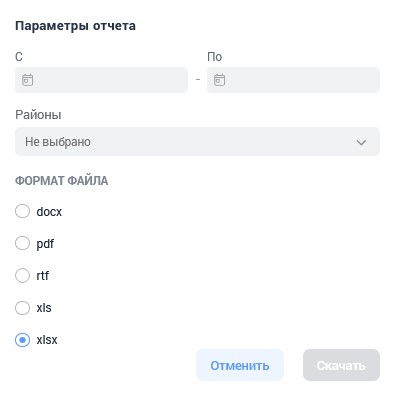 Параметры отчета
С По
-
Районы
Не выбрано
ФОРМАТ ФАЙЛА
docx
pdf
rtf
xls
xlsx
Отменить Скачать